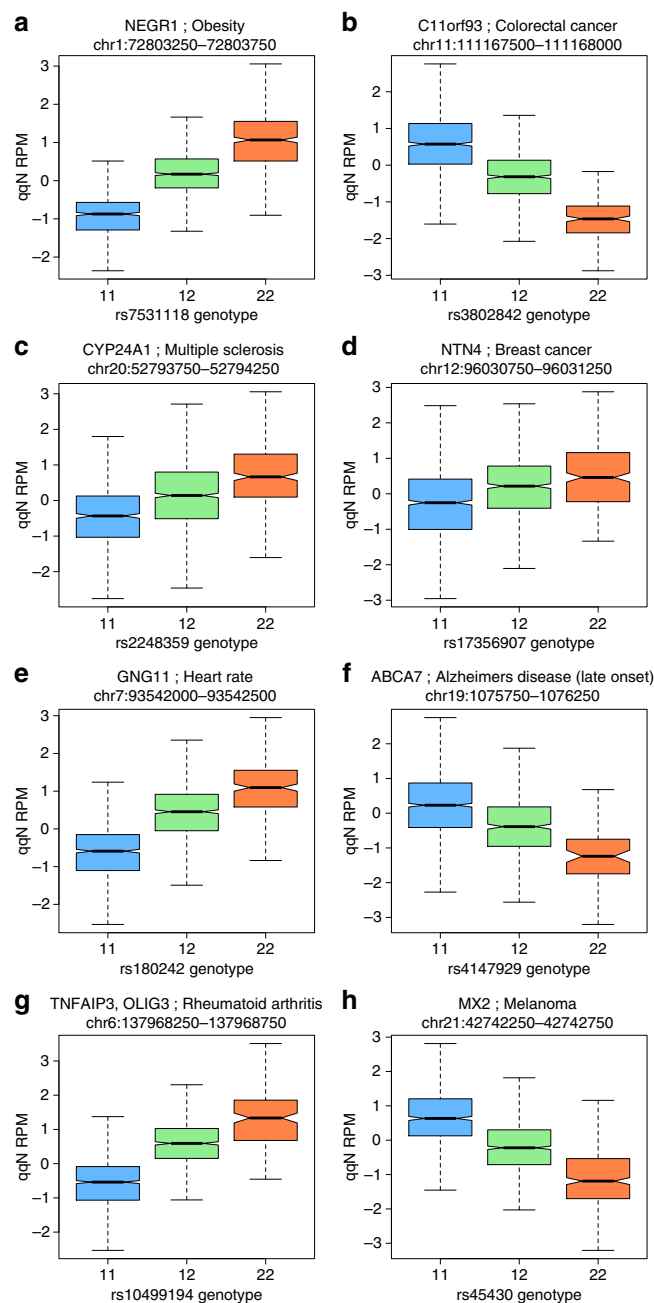 a
NEGR1 ; Obesity
chr1:72803250–72803750
qqN RPM
3
2
1
0
−1
−2
11
12
22
rs7531118 genotype
b
C11orf93 ; Colorectal cancer
chr11:111167500–111168000
qqN RPM
2
1
0
−1
−2
−3
11
12
22
rs3802842 genotype
c
CYP24A1 ; Multiple sclerosis
chr20:52793750–52794250
qqN RPM
3
2
1
0
−1
−2
11
12
22
rs2248359 genotype
d
NTN4 ; Breast cancer
chr12:96030750–96031250
qqN RPM
3
2
1
0
−1
−2
−3
11
12
22
rs17356907 genotype
e
GNG11 ; Heart rate
chr7:93542000–93542500
qqN RPM
3
2
1
0
−1
−2
11
12
22
rs180242 genotype
f
ABCA7 ; Alzheimers disease (late onset)
chr19:1075750–1076250
qqN RPM
2
1
0
−1
−2
−3
11
12
22
rs4147929 genotype
g
TNFAIP3, OLIG3 ; Rheumatoid arthritis
chr6:137968250–137968750
qqN RPM
3
2
1
0
−1
−2
11
12
22
rs10499194 genotype
h
MX2 ; Melanoma
chr21:42742250–42742750
qqN RPM
3
2
1
0
−1
−2
−3
11
12
22
rs45430 genotype